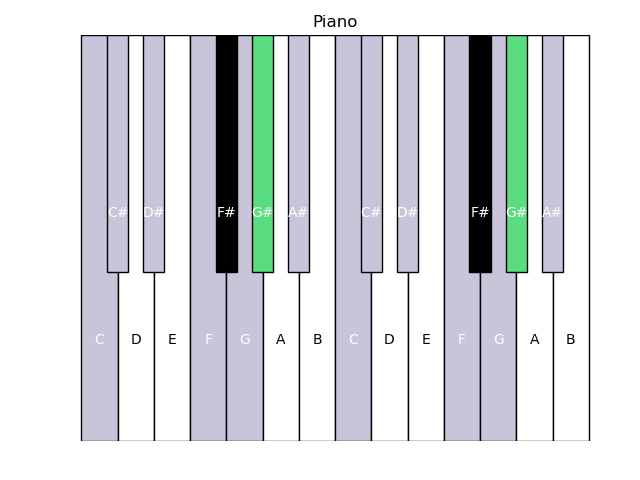 Piano
C# D# F# G# A# C# D# F# G# A#
C D E F G A B C D E F G A B